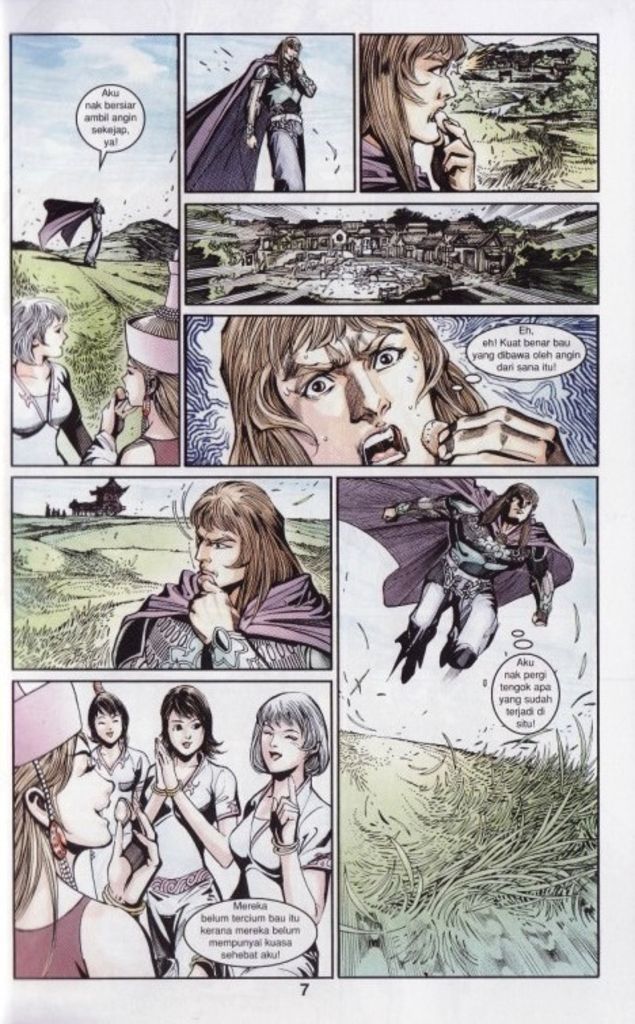 Aku
nak bersiar
ambil angin
sekejap,
ya!
Eh,
eh! Kuat benar bau
yang dibawa oleh angin
dari sana itu!
Aku
nak pergi
tengok apa
yang sudah
terjadi di
situ!
Mereka
belum tercium bau itu
kerana mereka belum
mempunyai kuasa
sehebat aku!
7